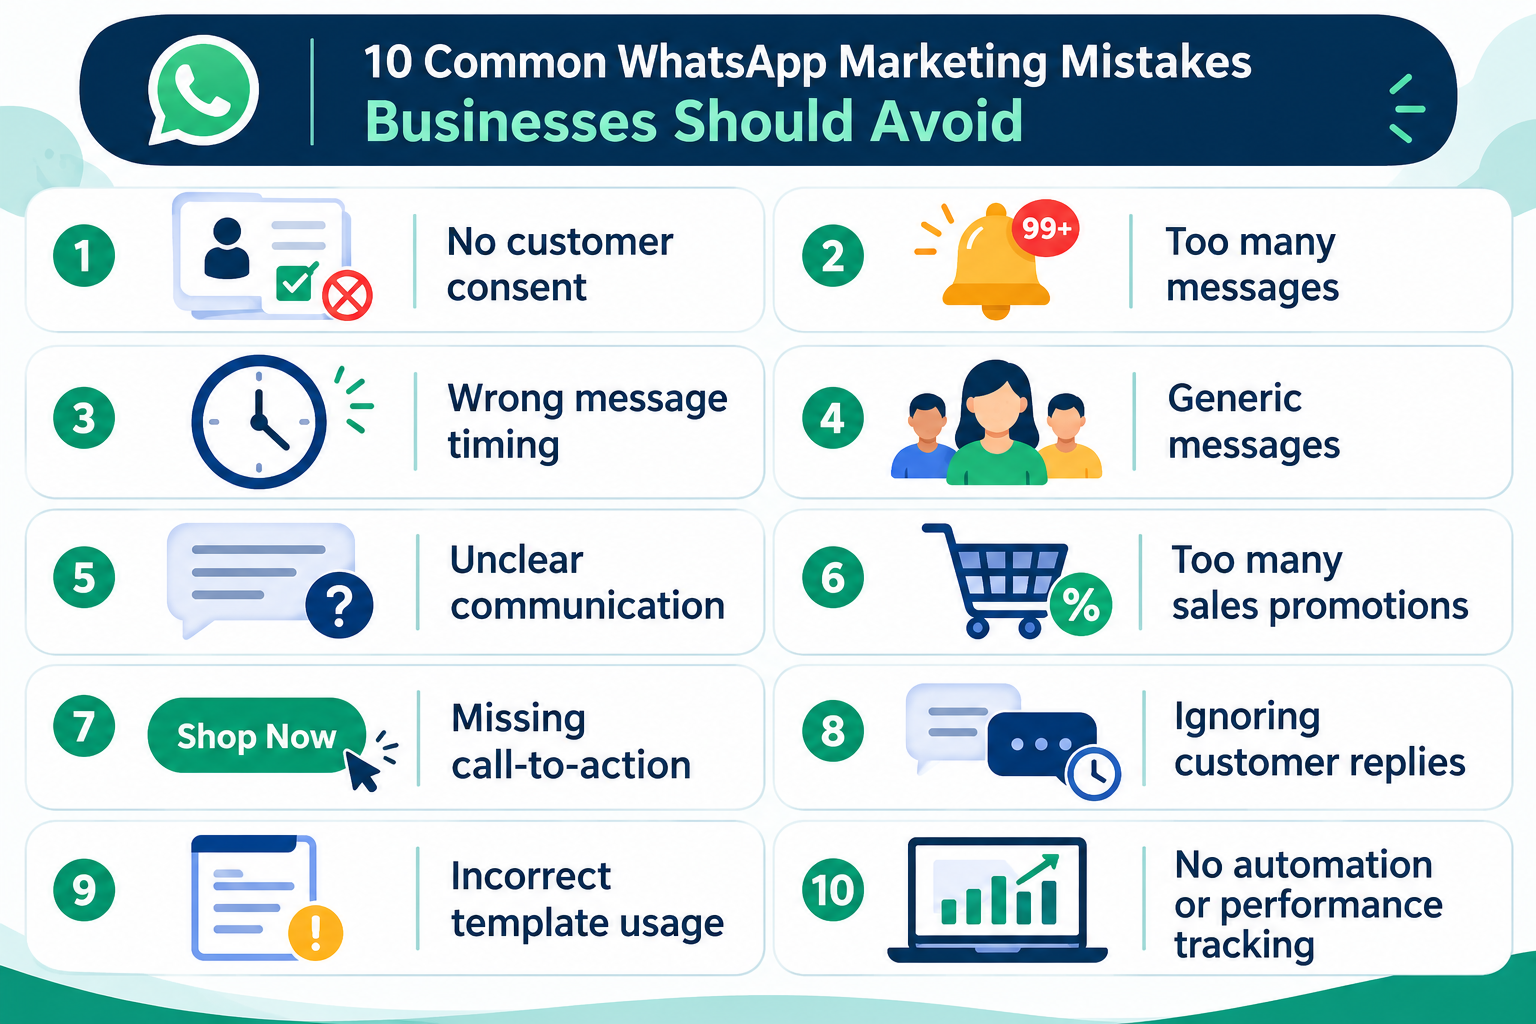 10 Common WhatsApp Marketing Mistakes
Businesses Should Avoid
1
No customer
consent
2
99+
Too many
messages
3
Wrong message
timing
4
Generic
messages
5
?
Unclear
communication
6
%
Too many
sales promotions
7
Shop Now
Missing
call-to-action
8
Ignoring
customer replies
9
!
Incorrect
template usage
10
No automation
or performance
tracking